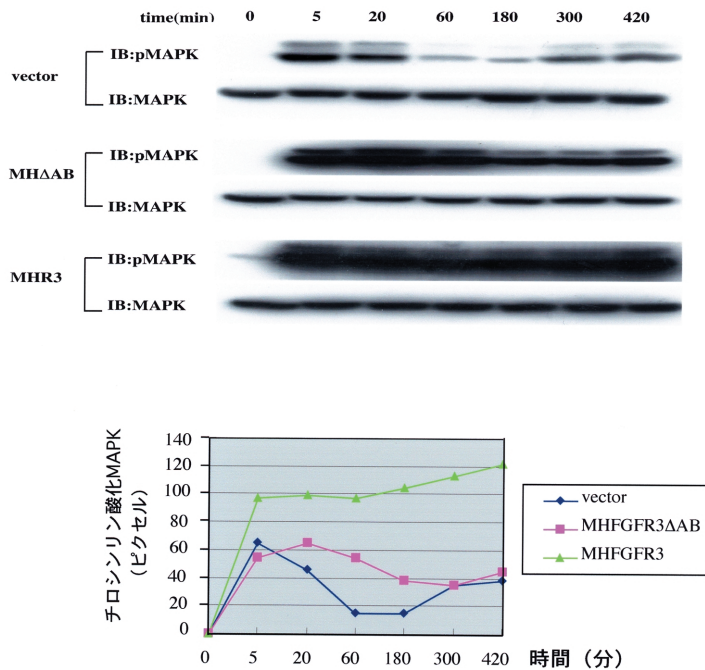 time(min) 0 5 20 60 180 300 420
vector
IB:pMAPK
IB:MAPK
MHΔAB
IB:pMAPK
IB:MAPK
MHR3
IB:pMAPK
IB:MAPK
チロシンリン酸化MAPK
(ピクセル)
140
120
100
80
60
40
20
0
0 5 20 60 180 300 420 時間(分)
vector
MHFGFR3ΔAB
MHFGFR3